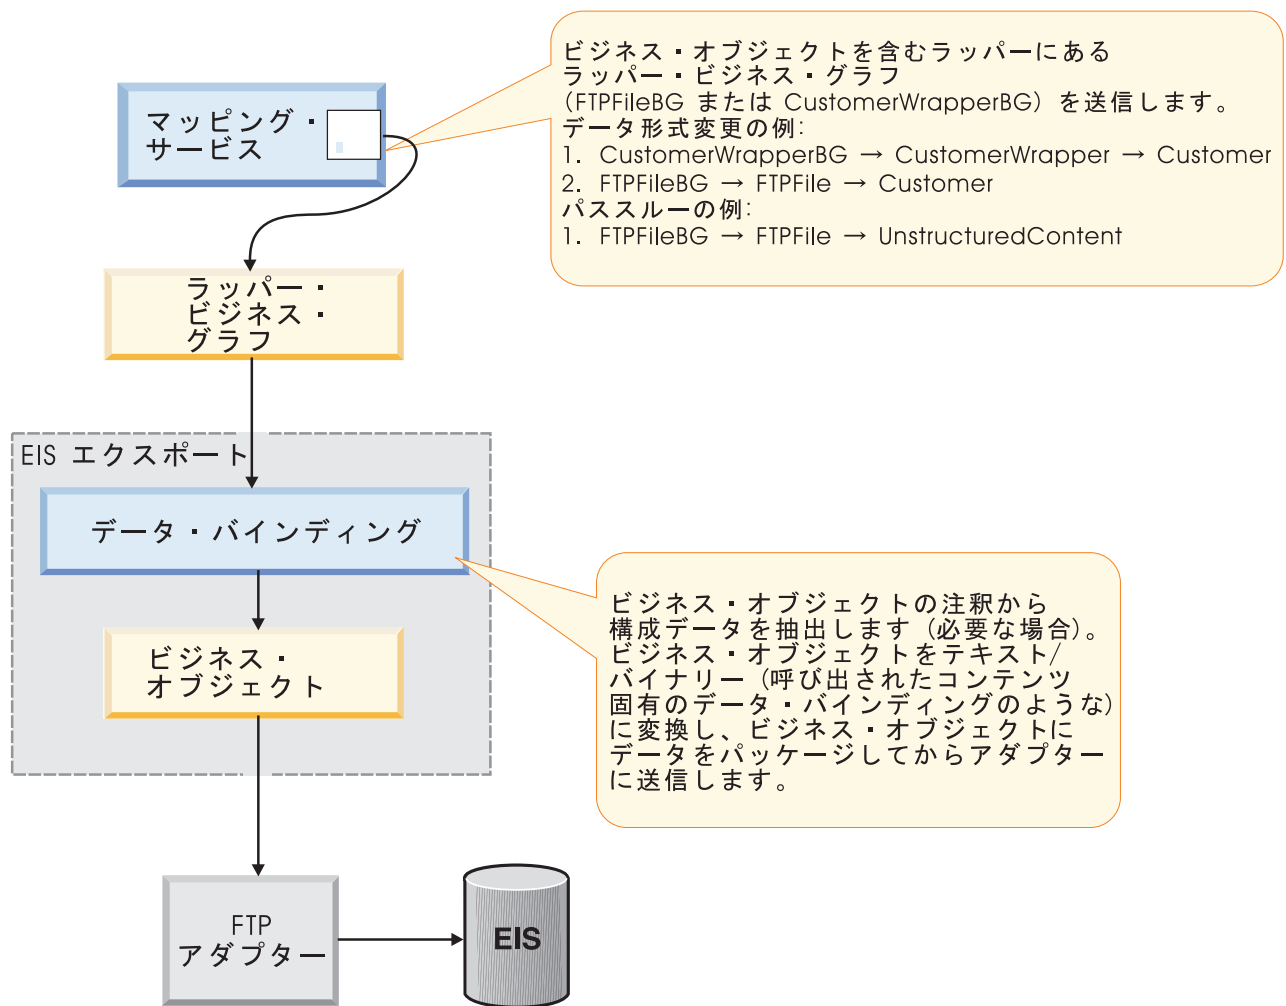 ビジネス・オブジェクトを含むラッパーにある
ラッパー・ビジネス・グラフ
(FTPFileBG または CustomerWrapperBG) を送信します。
データ形式変更の例:
1. CustomerWrapperBG → CustomerWrapper → Customer
2. FTPFileBG → FTPFile → Customer
パススルーの例:
1. FTPFileBG → FTPFile → UnstructuredContent
マッピング・
サービス
ラッパー・
ビジネス・
グラフ
EIS エクスポート
データ・バインディング
ビジネス・オブジェクトの注釈から
構成データを抽出します (必要な場合)。
ビジネス・オブジェクトをテキスト/
バイナリー (呼び出されたコンテンツ
固有のデータ・バインディングのような)
に変換し、ビジネス・オブジェクトに
データをパッケージしてからアダプター
に送信します。
ビジネス・
オブジェクト
FTP
アダプター
EIS